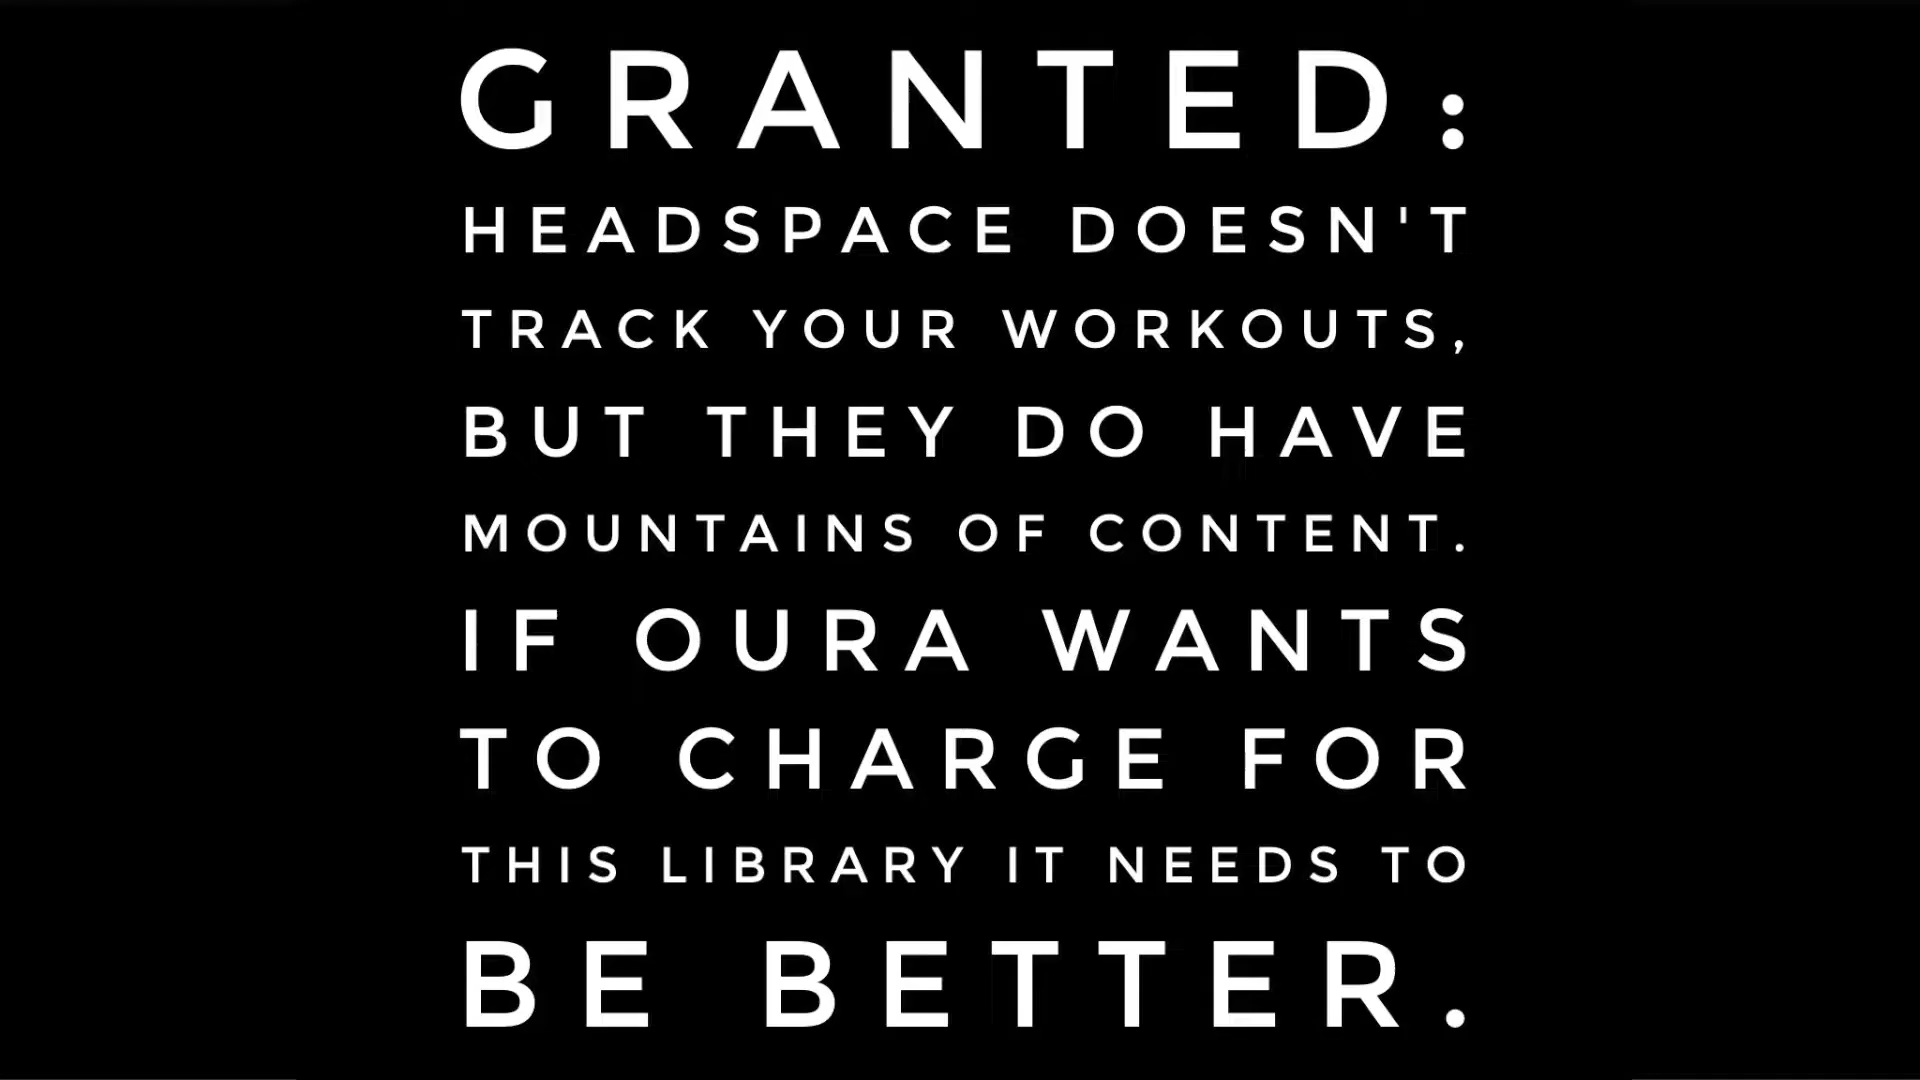 GRANTED:
HEADSPACE DOESN'T
TRACK YOUR WORKOUTS,
BUT THEY DO HAVE
MOUNTAINS OF CONTENT.
IF OURA WANTS
TO CHARGE FOR
THIS LIBRARY IT NEEDS TO
BE BETTER.